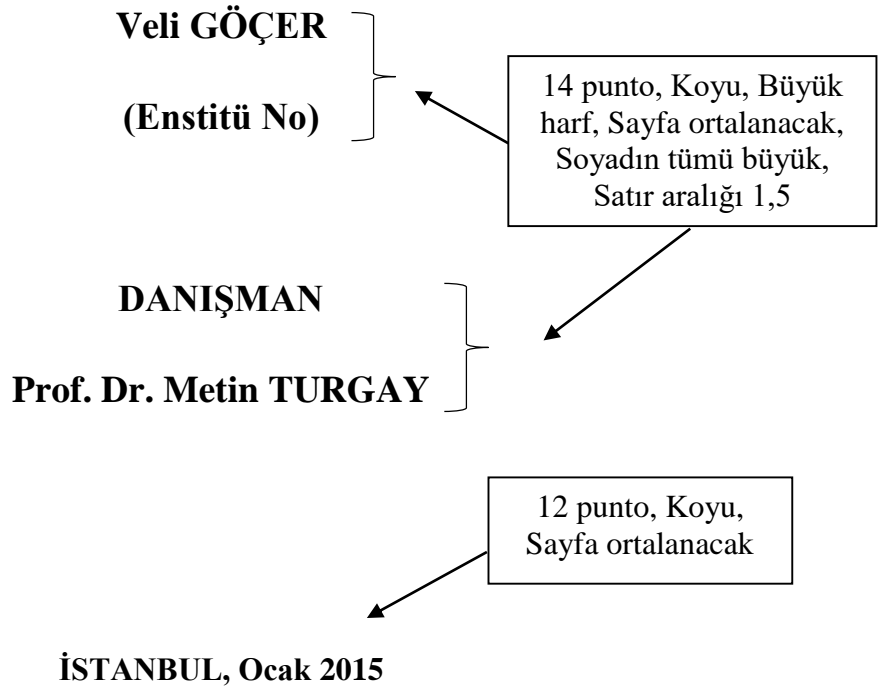 Veli GÖÇER
(Enstitü No)
14 punto, Koyu, Büyük
harf, Sayfa ortalanacak,
Soyadın tümü büyük,
Satır aralığı 1,5
DANIŞMAN
Prof. Dr. Metin TURGAY
12 punto, Koyu,
Sayfa ortalanacak
İSTANBUL, Ocak 2015